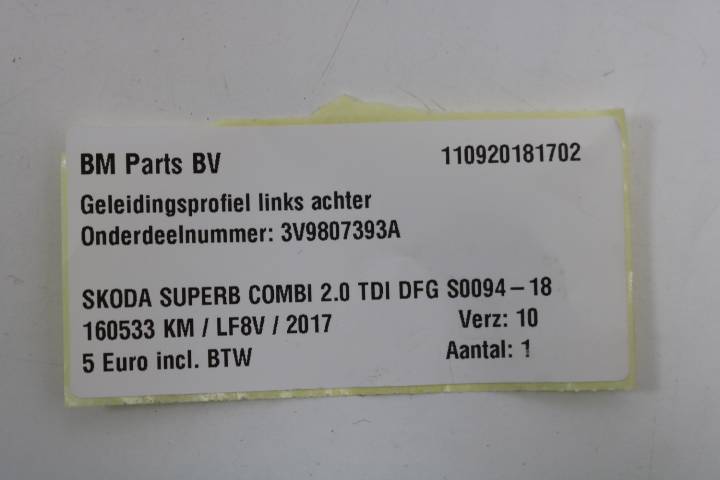 BM Parts BV 110920181702
Geleidingsprofiel links achter
Onderdeelnummer: 3V9807393A
SKODA SUPERB COMBI 2.0 TDI DFG S0094-18
160533 KM / LF8V / 2017 Verz: 10
5 Euro incl. BTW Aantal: 1